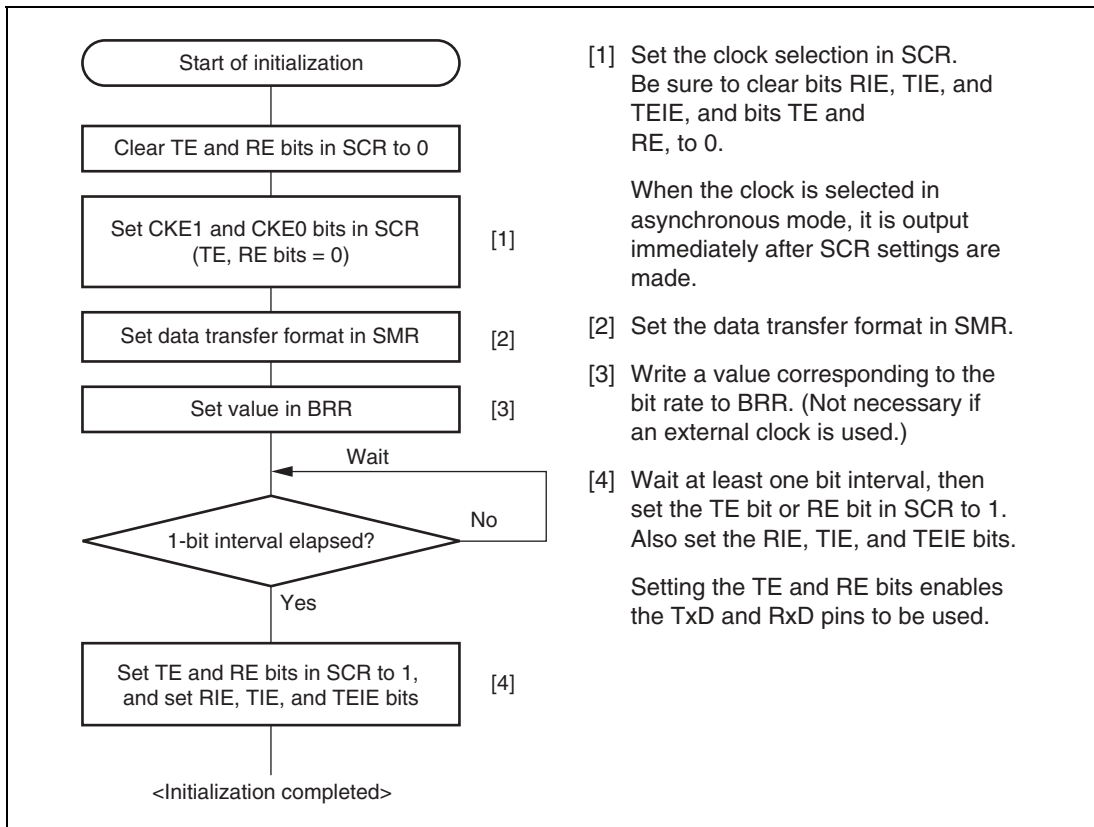 Start of initialization
Clear TE and RE bits in SCR to 0
Set CKE1 and CKE0 bits in SCR
(TE, RE bits = 0)
[1]
Set data transfer format in SMR
[2]
Set value in BRR
[3]
Wait
No
1-bit interval elapsed?
Yes
Set TE and RE bits in SCR to 1,
and set RIE, TIE, and TEIE bits
[4]
<Initialization completed>
[1] Set the clock selection in SCR.
Be sure to clear bits RIE, TIE, and
TEIE, and bits TE and
RE, to 0.
When the clock is selected in
asynchronous mode, it is output
immediately after SCR settings are
made.
[2] Set the data transfer format in SMR.
[3] Write a value corresponding to the
bit rate to BRR. (Not necessary if
an external clock is used.)
[4] Wait at least one bit interval, then
set the TE bit or RE bit in SCR to 1.
Also set the RIE, TIE, and TEIE bits.
Setting the TE and RE bits enables
the TxD and RxD pins to be used.